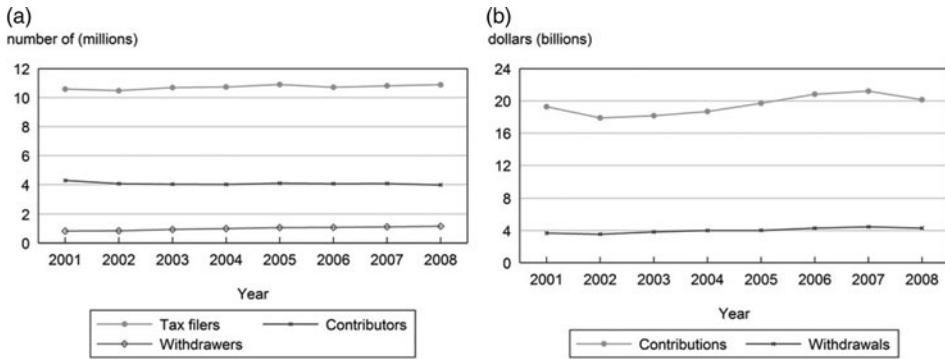 (a)
number of (millions)
12
10
8
6
4
2
0
2001 2002 2003 2004 2005 2006 2007 2008
Year
Tax filers Contributors
Withdrawers
(b)
dollars (billions)
24
20
16
12
8
4
0
2001 2002 2003 2004 2005 2006 2007 2008
Year
Contributions Withdrawals